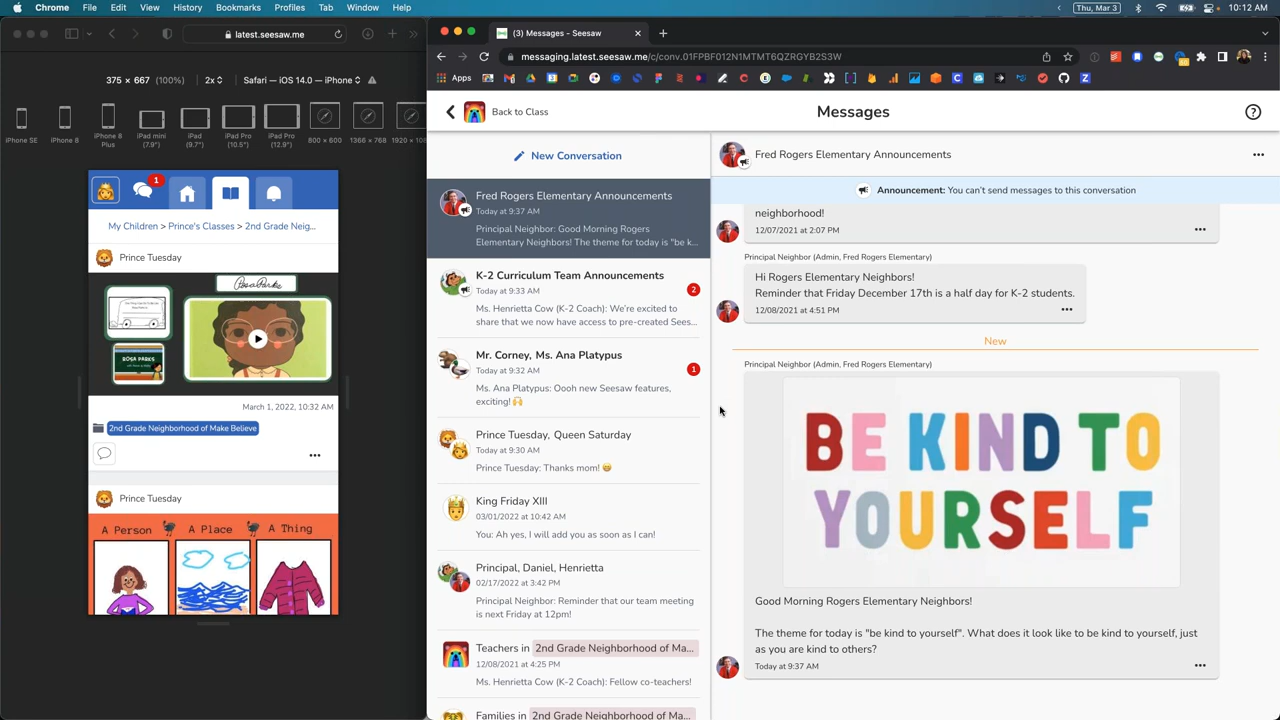 Chrome File Edit View History Bookmarks Profiles Tab Window Help
Thu, Mar 3 10:12 AM
latest.seesaw.me
375 × 667 (100%) 2x Safari — iOS 14.0 — iPhone
iPhone SE
iPhone 8
iPhone 8
Plus
iPad mini
(7.9")
iPad
(9.7")
iPad Pro
(10.5")
iPad Pro
(12.9")
800 × 600
1366 × 768
1920 × 108
1
My Children > Prince's Classes > 2nd Grade Neig...
Prince Tuesday
Rosa Parks
ROSA PARKS
March 1, 2022, 10:32 AM
2nd Grade Neighborhood of Make Believe
Prince Tuesday
A Person A Place A Thing
(3) Messages - Seesaw
messaging.latest.seesaw.me/c/conv.01FPBF012N1MTMT6QZRGYB2S3W
Apps
Back to Class
Messages
New Conversation
Fred Rogers Elementary Announcements
Today at 9:37 AM
Principal Neighbor: Good Morning Rogers
Elementary Neighbors! The theme for today is "be k...
K-2 Curriculum Team Announcements
Today at 9:33 AM
2
Ms. Henrietta Cow (K-2 Coach): We're excited to
share that we now have access to pre-created Sees...
Mr. Corney, Ms. Ana Platypus
Today at 9:32 AM
1
Ms. Ana Platypus: Oooh new Seesaw features,
exciting! 🙌
Prince Tuesday, Queen Saturday
Today at 9:30 AM
Prince Tuesday: Thanks mom! 😄
King Friday XIII
03/01/2022 at 10:42 AM
You: Ah yes, I will add you as soon as I can!
Principal, Daniel, Henrietta
02/17/2022 at 3:42 PM
Principal Neighbor: Reminder that our team meeting
is next Friday at 12pm!
Teachers in 2nd Grade Neighborhood of Ma...
12/08/2021 at 4:25 PM
Ms. Henrietta Cow (K-2 Coach): Fellow co-teachers!
Families in 2nd Grade Neighborhood of Ma...
Fred Rogers Elementary Announcements
Announcement: You can't send messages to this conversation
neighborhood!
12/07/2021 at 2:07 PM
Principal Neighbor (Admin, Fred Rogers Elementary)
Hi Rogers Elementary Neighbors!
Reminder that Friday December 17th is a half day for K-2 students.
12/08/2021 at 4:51 PM
New
Principal Neighbor (Admin, Fred Rogers Elementary)
BE KIND TO
YOURSELF
Good Morning Rogers Elementary Neighbors!
The theme for today is "be kind to yourself". What does it look like to be kind to yourself, just
as you are kind to others?
Today at 9:37 AM